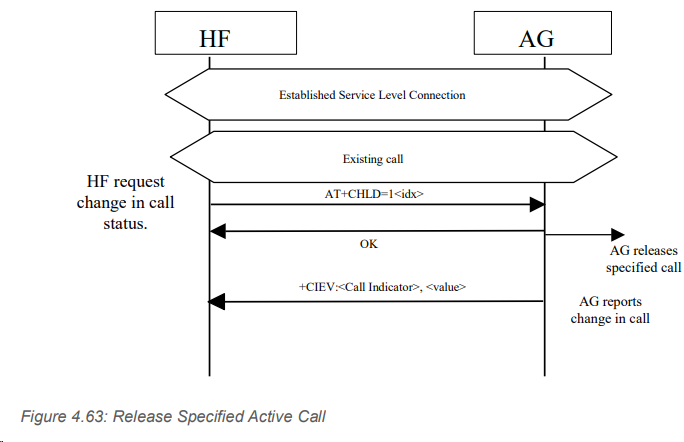 HF
AG
Established Service Level Connection
Existing call
HF request
change in call
status.
AT+CHLD=1<idx>
OK
AG releases
specified call
+CIEV:<Call Indicator>, <value>
AG reports
change in call
Figure 4.63: Release Specified Active Call